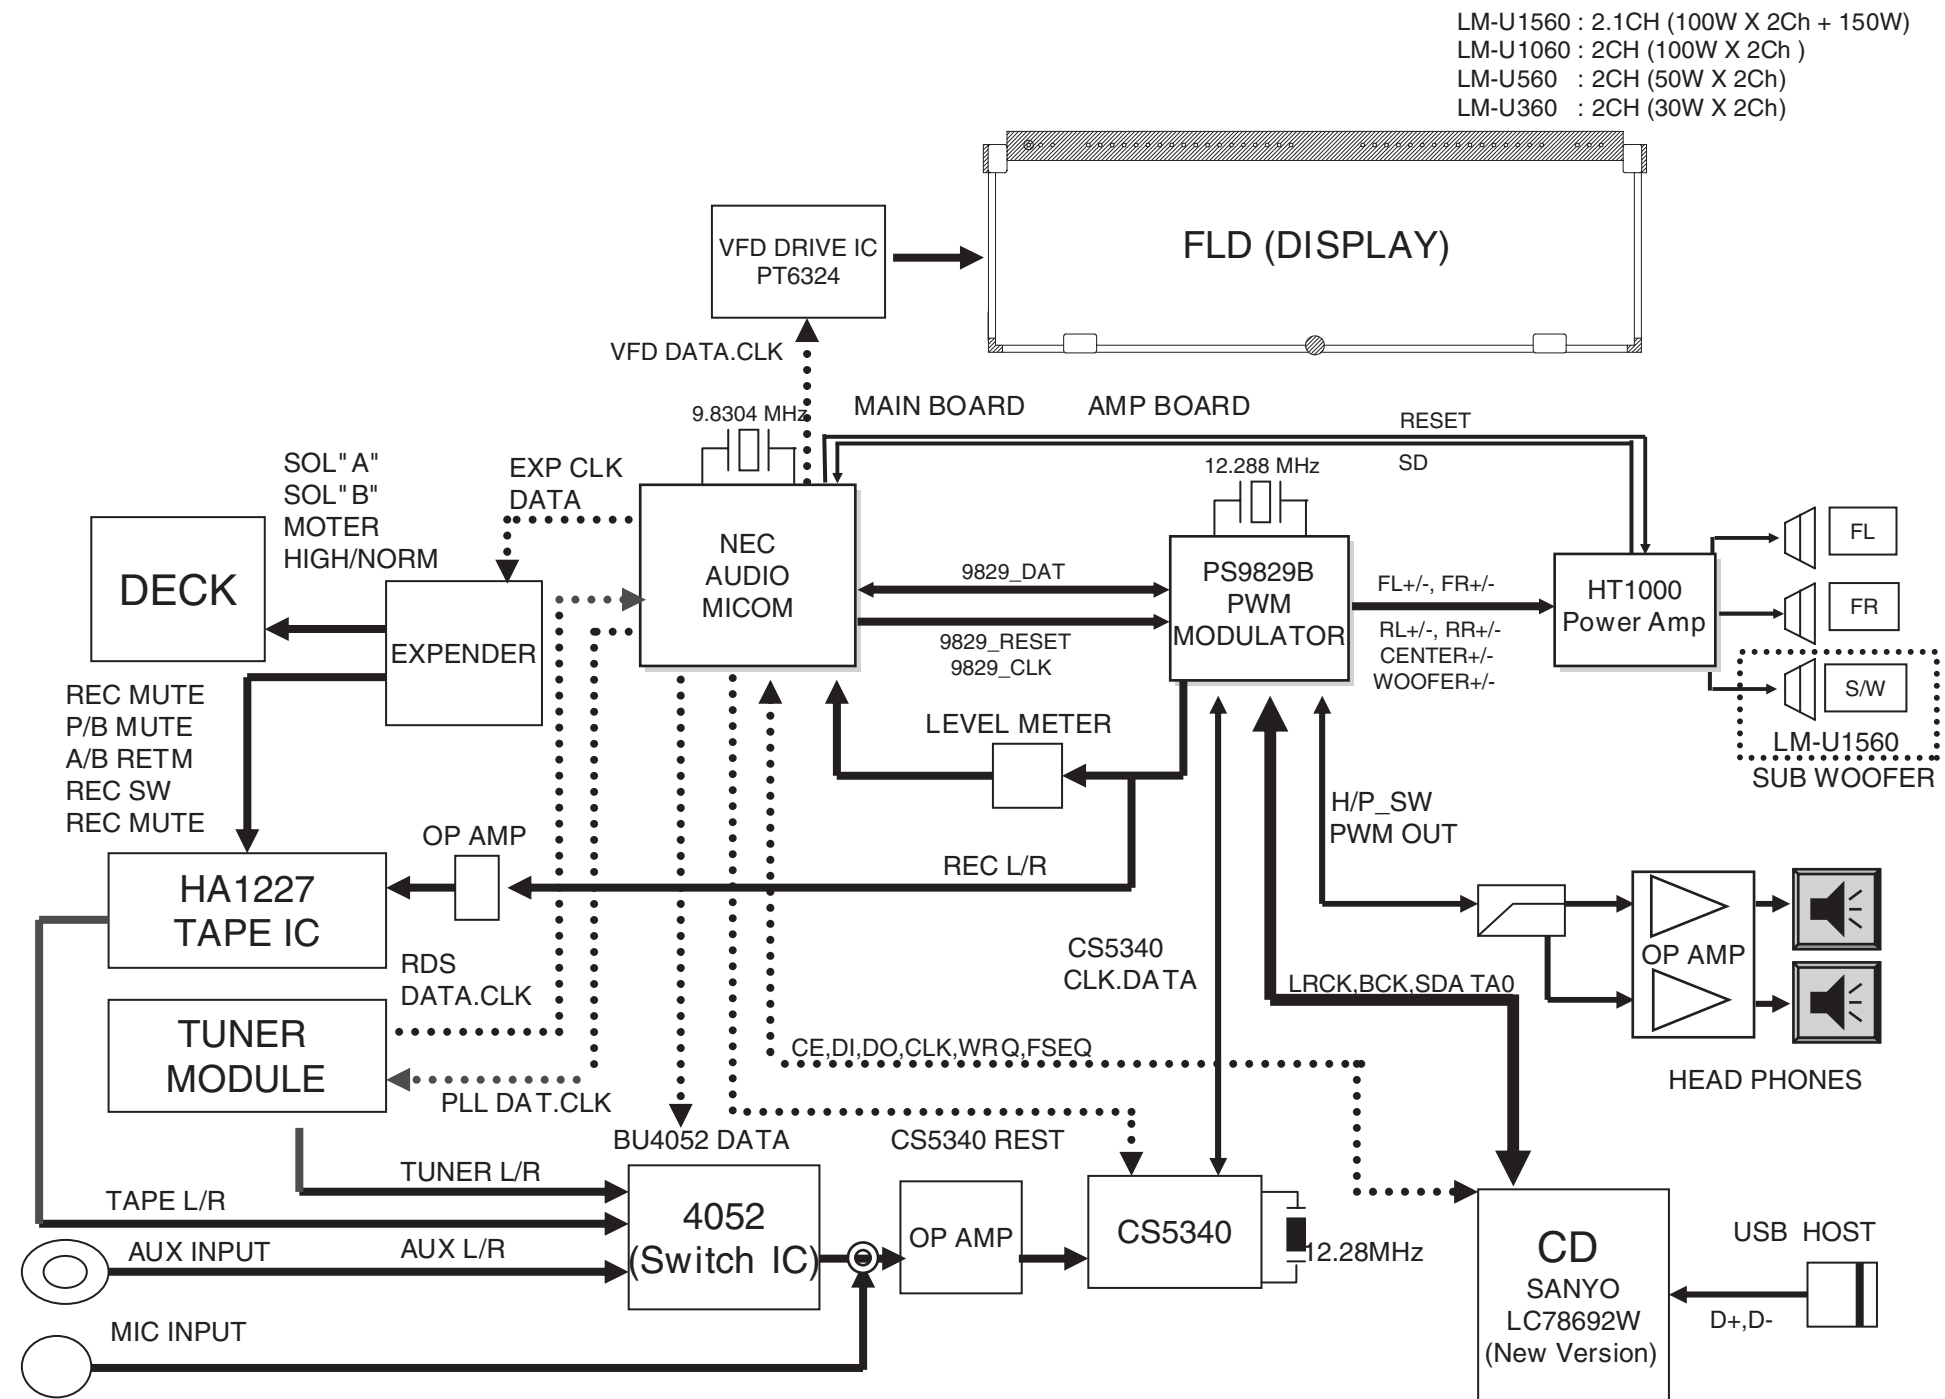 LM-U1560 : 2.1CH (100W X 2Ch + 150W)
LM-U1060 : 2CH (100W X 2Ch )
LM-U560 : 2CH (50W X 2Ch)
LM-U360 : 2CH (30W X 2Ch)
VFD DRIVE IC
PT6324
FLD (DISPLAY)
VFD DATA.CLK
9.8304 MHz
MAIN BOARD
AMP BOARD
RESET
SD
SOL"A"
SOL"B"
MOTER
HIGH/NORM
EXP CLK
DATA
12.288 MHz
DECK
EXPENDER
NEC
AUDIO
MICOM
9829_DAT
9829_RESET
9829_CLK
PS9829B
PWM
MODULATOR
FL+/-, FR+/-
RL+/-, RR+/-
CENTER+/-
WOOFER+/-
HT1000
Power Amp
FL
FR
S/W
LM-U1560
SUB WOOFER
REC MUTE
P/B MUTE
A/B RETM
REC SW
REC MUTE
LEVEL METER
H/P_SW
PWM OUT
OP AMP
REC L/R
HA1227
TAPE IC
RDS
DATA.CLK
CS5340
CLK.DATA
LRCK,BCK,SDA TA0
OP AMP
HEAD PHONES
TUNER
MODULE
PLL DAT.CLK
CE,DI,DO,CLK,WRQ,FSEQ
BU4052 DATA
CS5340 REST
TUNER L/R
TAPE L/R
AUX INPUT
AUX L/R
4052
(Switch IC)
OP AMP
CS5340
12.28MHz
CD
SANYO
LC78692W
(New Version)
USB HOST
D+,D-
MIC INPUT